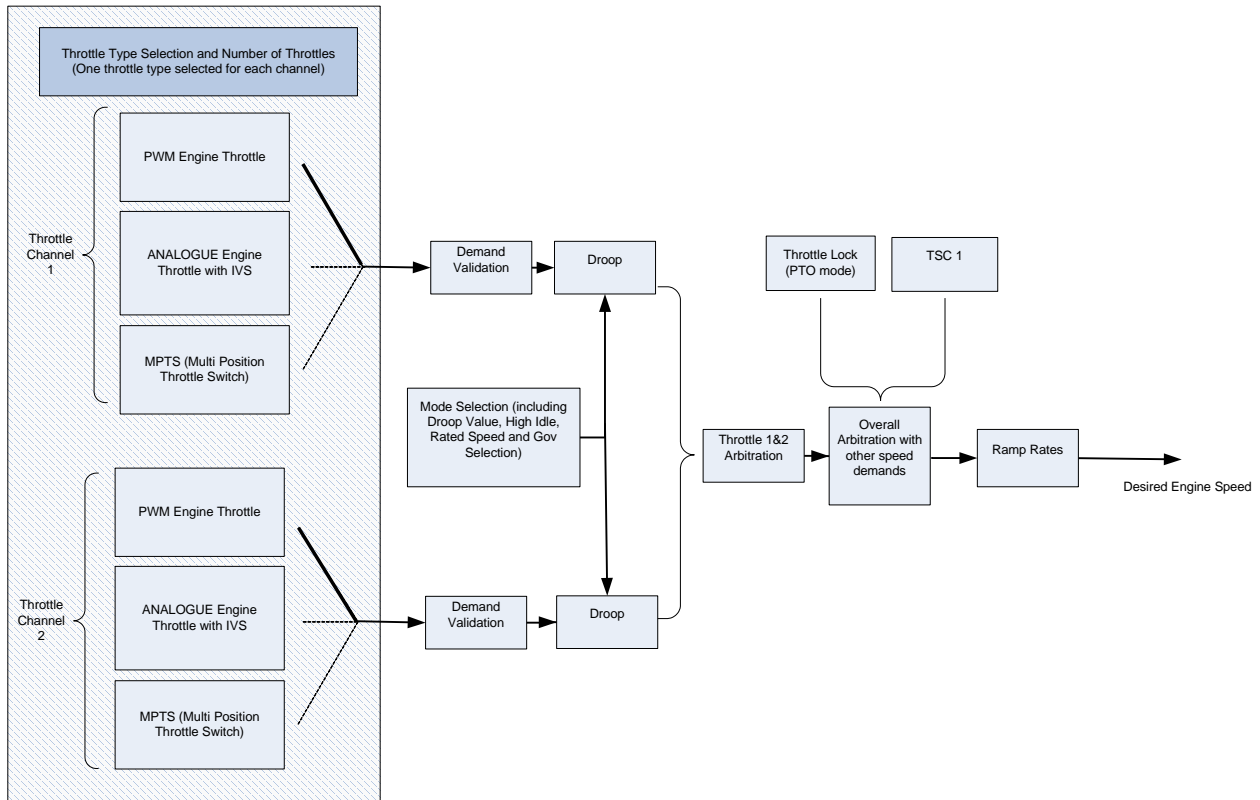 Throttle Type Selection and Number of Throttles
(One throttle type selected for each channel)
Throttle
Channel
1
PWM Engine Throttle
ANALOGUE Engine
Throttle with IVS
MPTS (Multi Position
Throttle Switch)
Demand
Validation
Droop
Mode Selection (including
Droop Value, High Idle,
Rated Speed and Gov
Selection)
Throttle
Channel
2
PWM Engine Throttle
ANALOGUE Engine
Throttle with IVS
MPTS (Multi Position
Throttle Switch)
Demand
Validation
Droop
Throttle 1&2
Arbitration
Throttle Lock
(PTO mode)
TSC 1
Overall
Arbitration with
other speed
demands
Ramp Rates
Desired Engine Speed